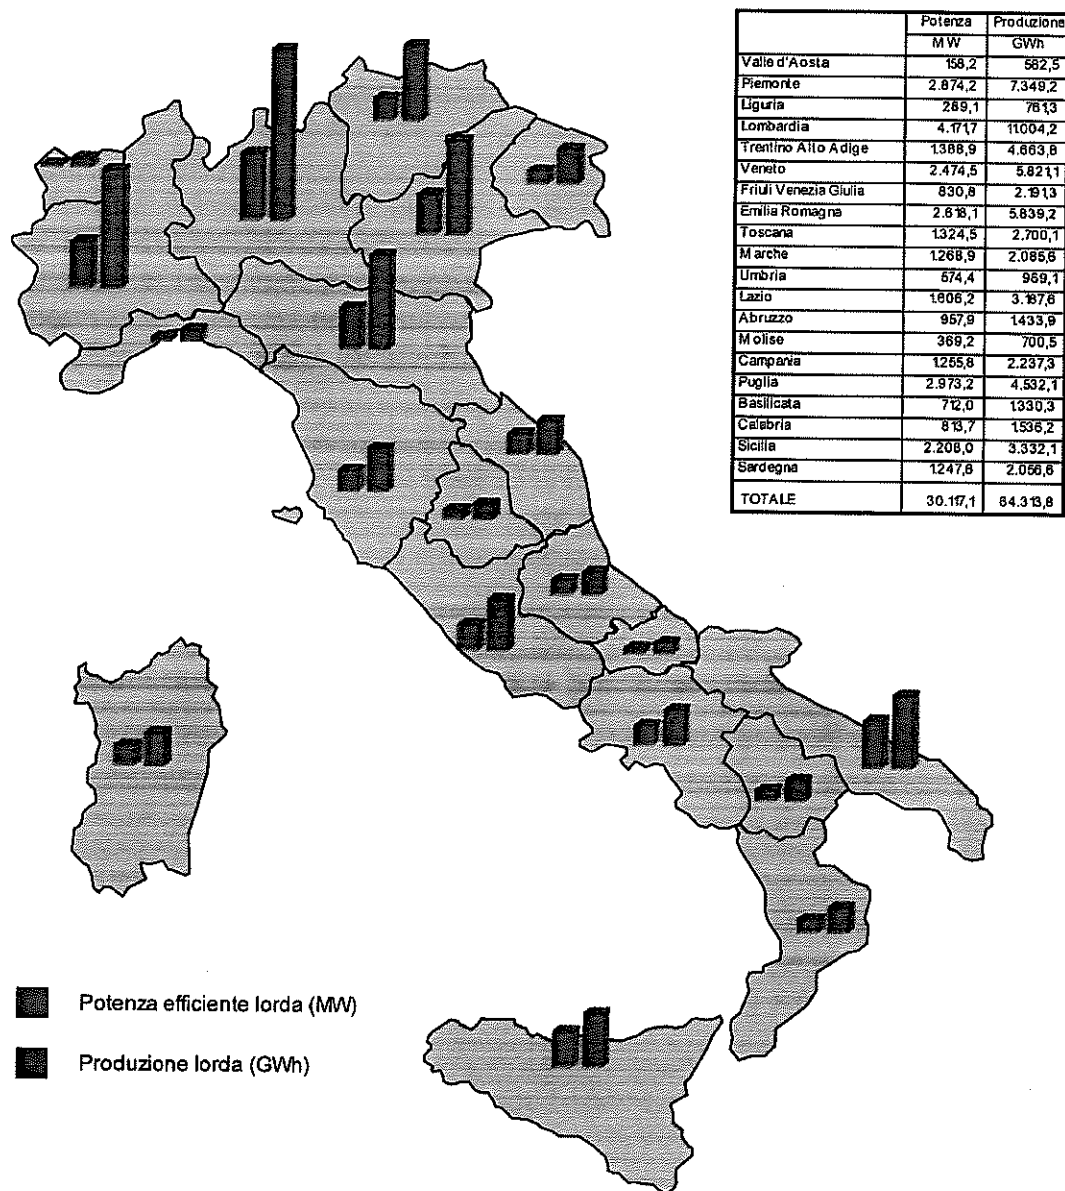 Potenza Produzione
MW GWh
Valle d'Aosta 158,2 582,5
Piemonte 2.874,2 7.349,2
Liguria 289,1 761,3
Lombardia 4.171,7 11.004,2
Trentino Alto Adige 1.388,9 4.663,8
Veneto 2.474,5 5.821,1
Friuli Venezia Giulia 830,8 2.191,3
Emilia Romagna 2.618,1 5.839,2
Toscana 1.324,5 2.700,1
Marche 1.268,9 2.085,6
Umbria 574,4 969,1
Lazio 1.606,2 3.187,6
Abruzzo 957,9 1.433,9
Molise 369,2 700,5
Campania 1.255,8 2.237,3
Puglia 2.973,2 4.532,1
Basilicata 712,0 1.330,3
Calabria 813,7 1.536,2
Sicilia 2.208,0 3.332,1
Sardegna 1.247,8 2.056,6
TOTALE 30.117,1 64.313,8
Potenza efficiente lorda (MW)
Produzione lorda (GWh)